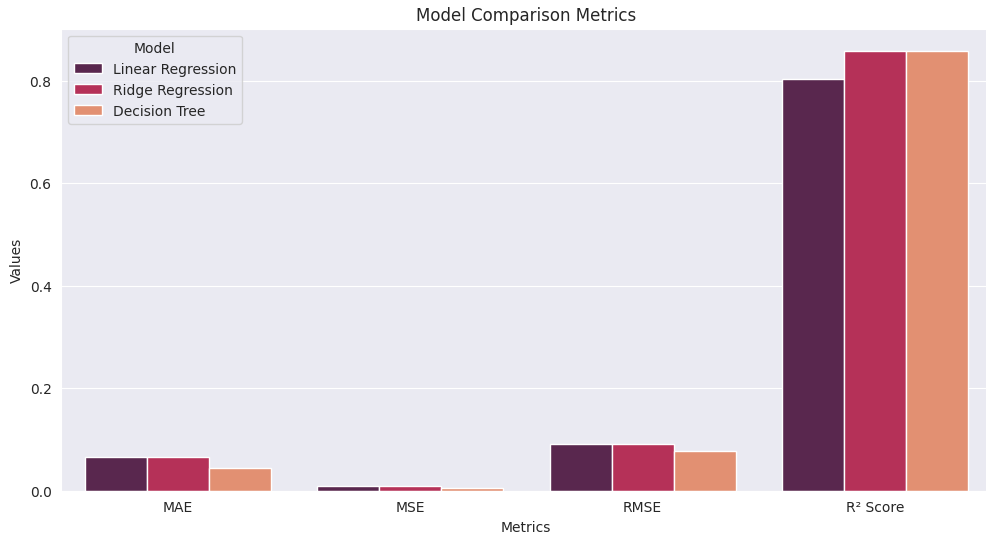 Model Comparison Metrics
Model
Linear Regression
Ridge Regression
Decision Tree
Values
0.8
0.6
0.4
0.2
0.0
MAE
MSE
RMSE
R² Score
Metrics